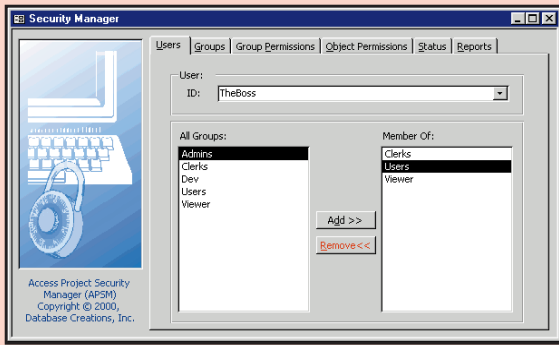 Security Manager
Users Groups Group Permissions Object Permissions Status Reports
User:
ID: TheBoss
All Groups:
Admins
Clerks
Dev
Users
Viewer
Add >>
Remove<<
Member Of:
Clerks
Users
Viewer
Access Project Security
Manager (APSM)
Copyright © 2000,
Database Creations, Inc.